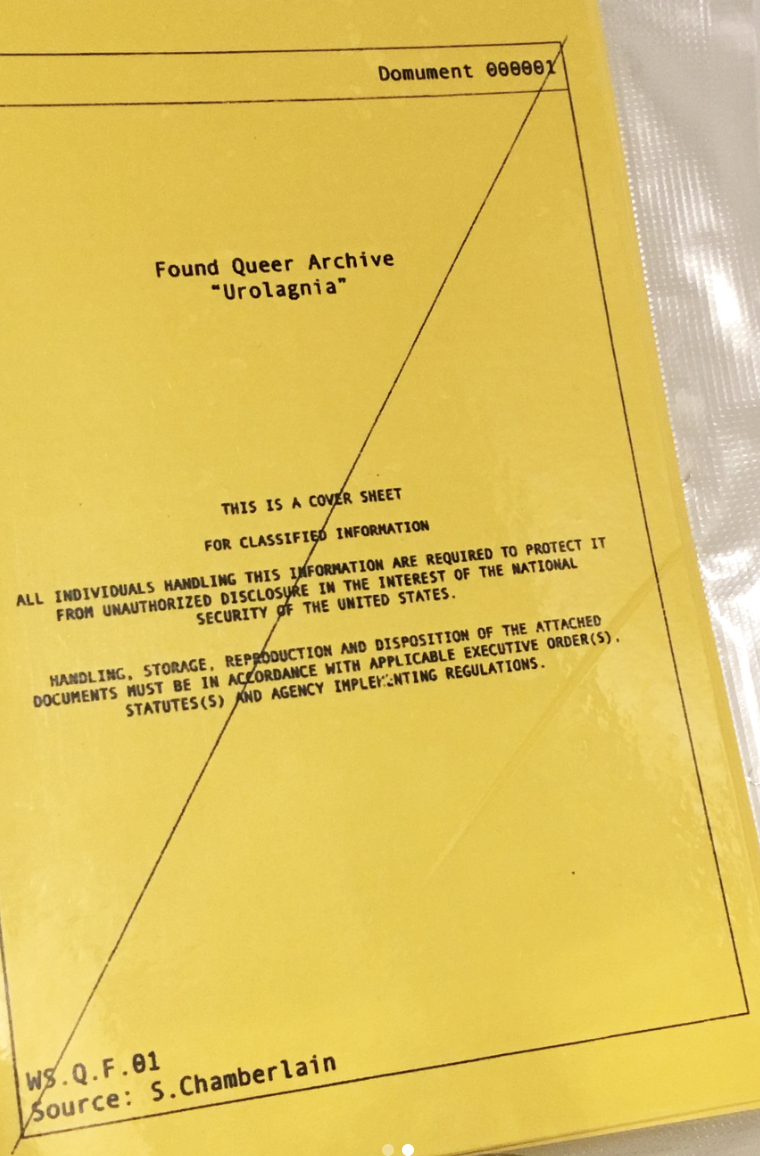 Domument 000001
Found Queer Archive
"Urolagnia"
THIS IS A COVER SHEET
FOR CLASSIFIED INFORMATION
ALL INDIVIDUALS HANDLING THIS INFORMATION ARE REQUIRED TO PROTECT IT
FROM UNAUTHORIZED DISCLOSURE IN THE INTEREST OF THE NATIONAL
SECURITY OF THE UNITED STATES.
HANDLING, STORAGE, REPRODUCTION AND DISPOSITION OF THE ATTACHED
DOCUMENTS MUST BE IN ACCORDANCE WITH APPLICABLE EXECUTIVE ORDER(S),
STATUTES(S) AND AGENCY IMPLEMENTING REGULATIONS.
WS.Q.F.01
Source: S.Chamberlain